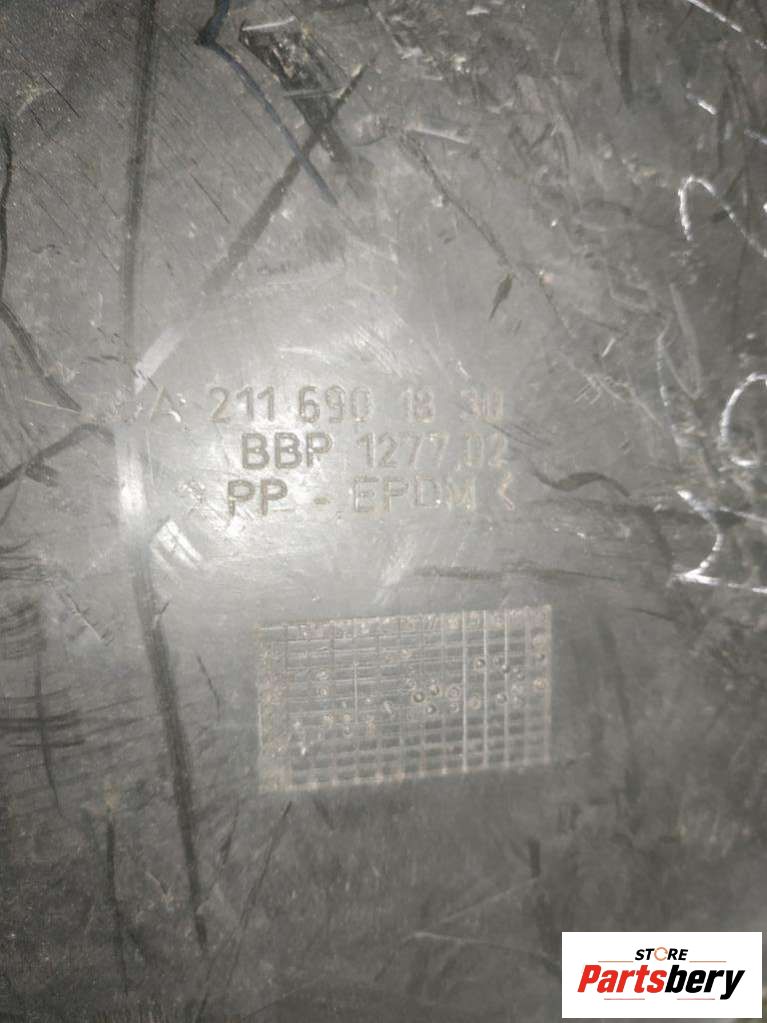 A 211 690 18 30
BBP 1277.02
PP - EPDM <
STORE
Partsbery